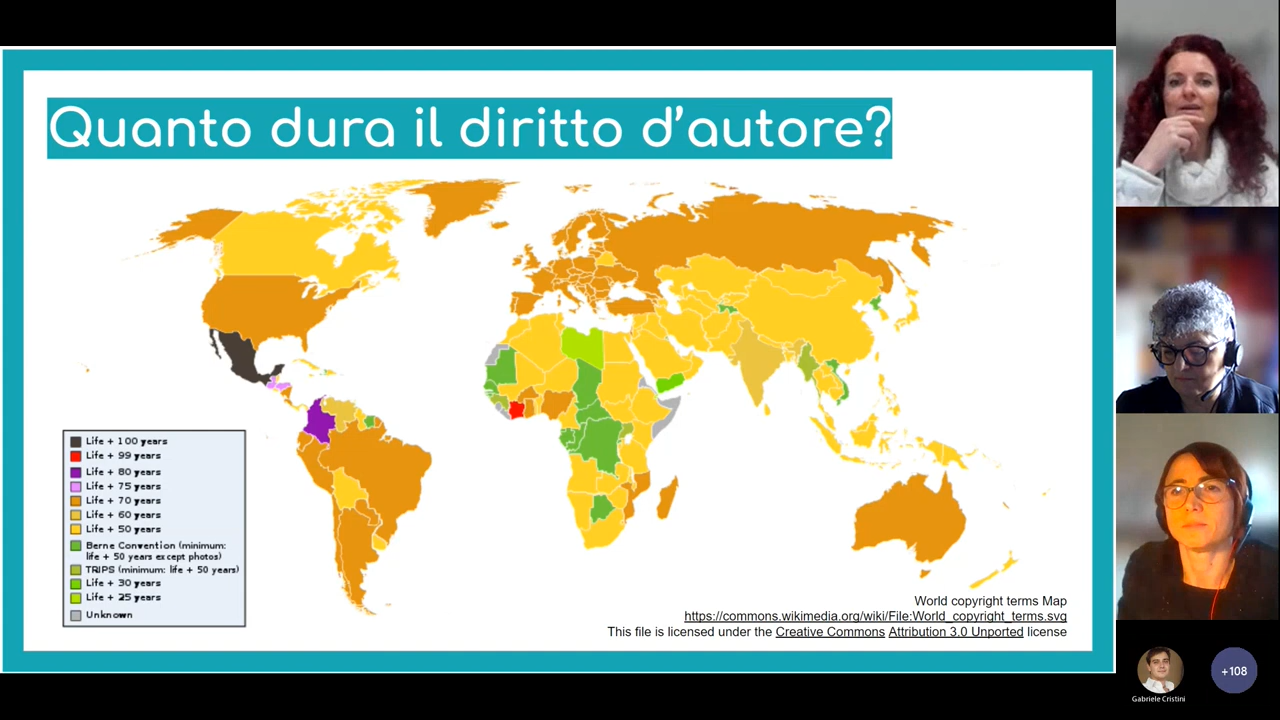 Quanto dura il diritto d'autore?
Life + 100 years
Life + 99 years
Life + 80 years
Life + 75 years
Life + 70 years
Life + 60 years
Life + 50 years
Berne Convention (minimum:
life + 50 years except photos)
TRIPS (minimum: life + 50 years)
Life + 30 years
Life + 25 years
Unknown
World copyright terms Map
https://commons.wikimedia.org/wiki/File:World_copyright_terms.svg
This file is licensed under the Creative Commons Attribution 3.0 Unported license
Gabriele Cristini
+108